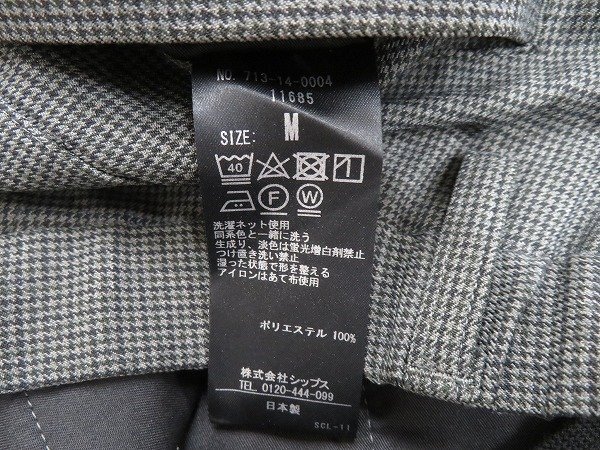 NO. 713-14-0004
11685
SIZE: M
40
F W
洗濯ネット使用
同系色と一緒に洗う
生成り、淡色は蛍光増白剤禁止
つけ置き洗い禁止
湿った状態で形を整える
アイロンはあて布使用
ポリエステル 100%
株式会社シップス
TEL 0120-444-099
日本製
SCL-11